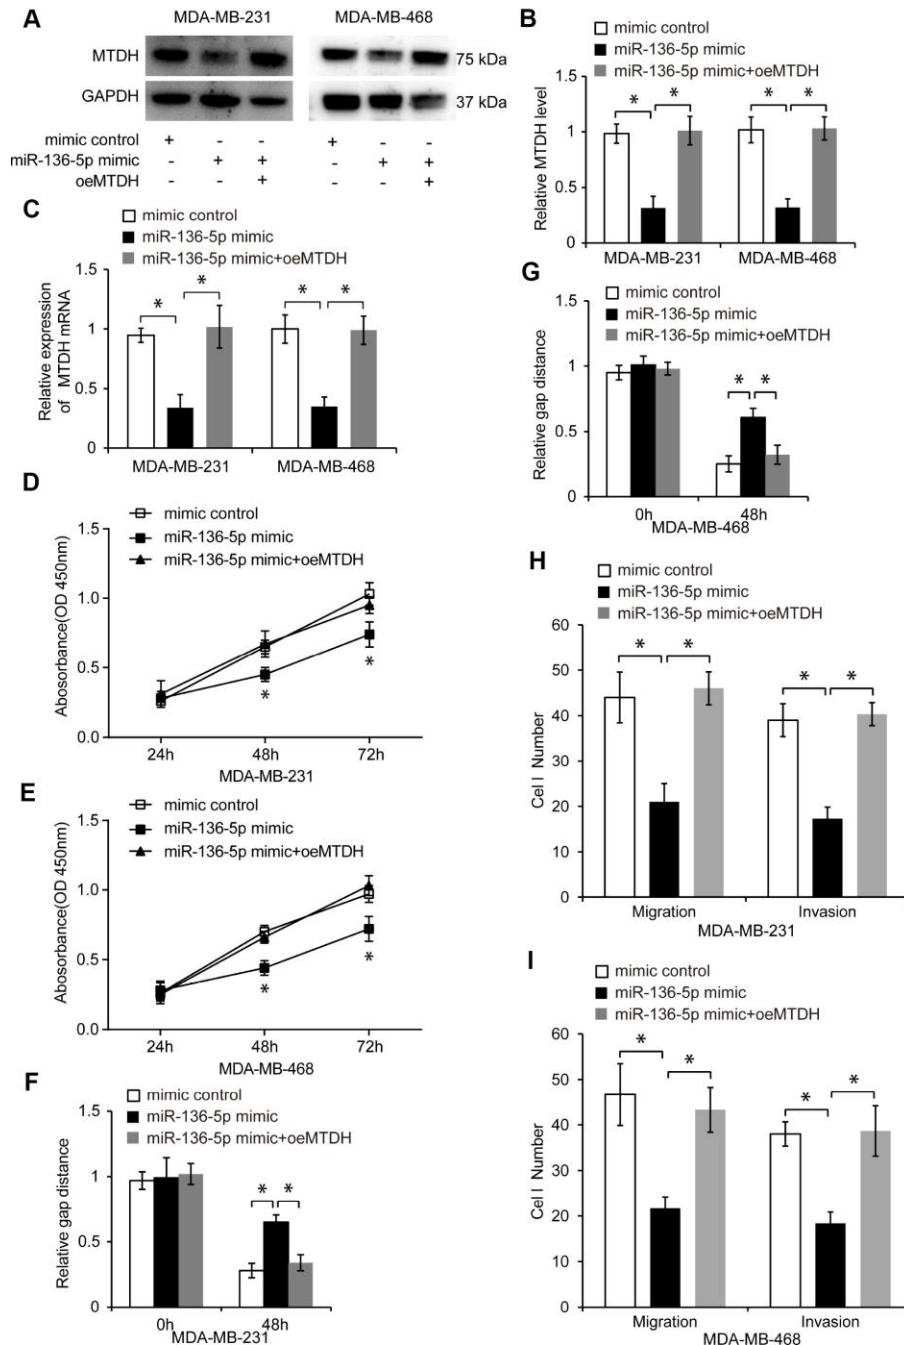 A
MDA-MB-231 MDA-MB-468
MTDH 75 kDa
GAPDH 37 kDa
mimic control + - - + - -
miR-136-5p mimic - + + - + +
oeMTDH - - + - - +
B
mimic control
miR-136-5p mimic
miR-136-5p mimic+oeMTDH
Relative MTDH level
1.5
1
0.5
0
* * * *
MDA-MB-231 MDA-MB-468
C
mimic control
miR-136-5p mimic
miR-136-5p mimic+oeMTDH
Relative expression
of MTDH mRNA
1.5
1
0.5
0
* * * *
MDA-MB-231 MDA-MB-468
D
mimic control
miR-136-5p mimic
miR-136-5p mimic+oeMTDH
Abosorbance(OD 450nm)
1.5
1.0
0.5
0.0
* *
24h 48h 72h
MDA-MB-231
E
mimic control
miR-136-5p mimic
miR-136-5p mimic+oeMTDH
Abosorbance(OD 450nm)
1.5
1.0
0.5
0.0
* *
24h 48h 72h
MDA-MB-468
F
mimic control
miR-136-5p mimic
miR-136-5p mimic+oeMTDH
Relative gap distance
1.5
1
0.5
0
* *
0h 48h
MDA-MB-231
G
mimic control
miR-136-5p mimic
miR-136-5p mimic+oeMTDH
Relative gap distance
1.5
1
0.5
0
* *
0h 48h
MDA-MB-468
H
mimic control
miR-136-5p mimic
miR-136-5p mimic+oeMTDH
Cel l Number
60
50
40
30
20
10
0
* * * *
Migration Invasion
MDA-MB-231
I
mimic control
miR-136-5p mimic
miR-136-5p mimic+oeMTDH
Cel l Number
60
50
40
30
20
10
0
* * * *
Migration Invasion
MDA-MB-468